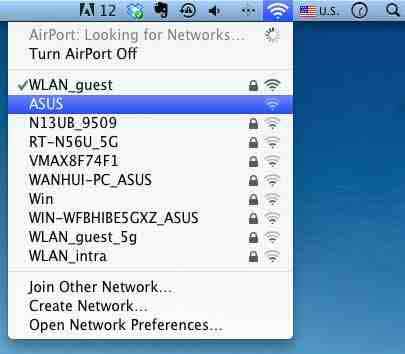 12 U.S.
AirPort: Looking for Networks...
Turn AirPort Off
WLAN_guest
ASUS
N13UB_9509
RT-N56U_5G
VMAX8F74F1
WANHUI-PC_ASUS
Win
WIN-WFBHIBE5GXZ_ASUS
WLAN_guest_5g
WLAN_intra
Join Other Network...
Create Network...
Open Network Preferences...